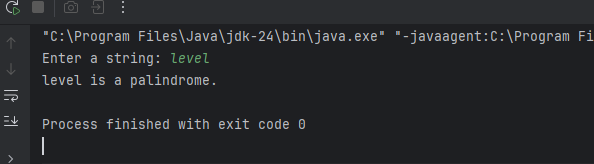 "C:\Program Files\Java\jdk-24\bin\java.exe" "-javaagent:C:\Program Fi
Enter a string: level
level is a palindrome.
Process finished with exit code 0